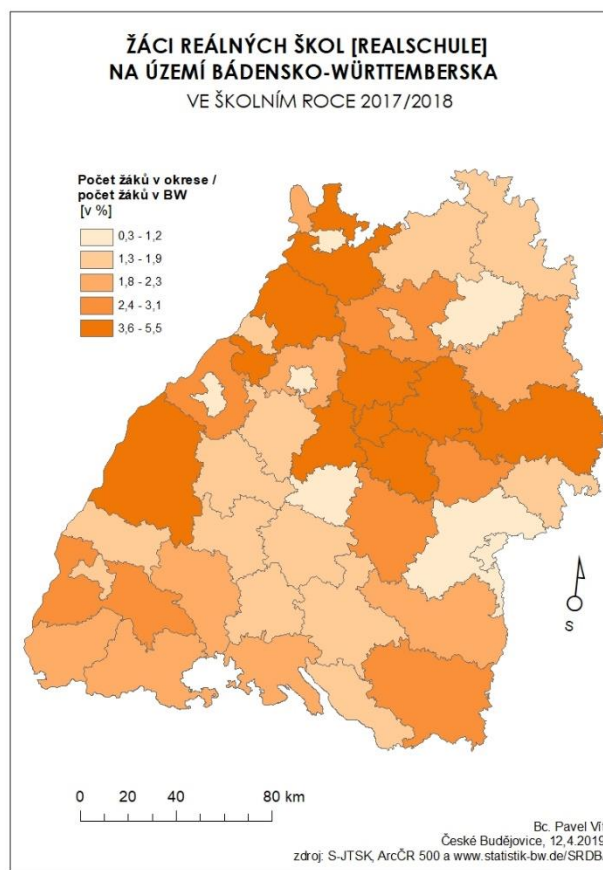 ŽÁCI REÁLNÝCH ŠKOL [REALSCHULE]
NA ÚZEMÍ BÁDENSKO-WÜRTTEMBERSKA
VE ŠKOLNÍM ROCE 2017/2018
Počet žáků v okrese /
počet žáků v BW
[v %]
0,3 - 1,2
1,3 - 1,9
1,8 - 2,3
2,4 - 3,1
3,6 - 5,5
S
0 20 40 80 km
Bc. Pavel Vít
České Budějovice, 12,4.2019
zdroj: S-JTSK, ArcČR 500 a www.statistik-bw.de/SRDB/